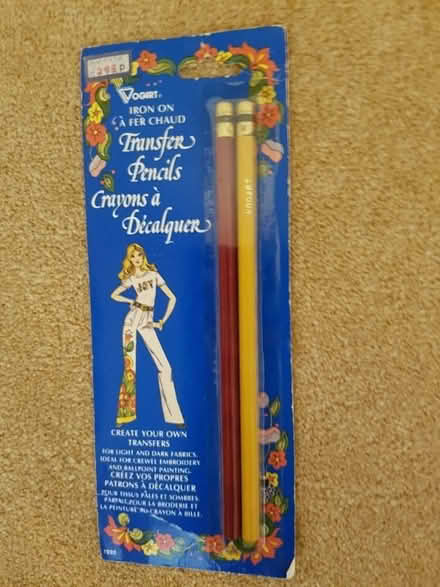 VOGART
IRON ON
À FER CHAUD
Transfer
Pencils
Crayons à
Décalquer
JOY
CREATE YOUR OWN
TRANSFERS
FOR LIGHT AND DARK FABRICS.
IDEAL FOR CREWEL EMBROIDERY
AND BALLPOINT PAINTING.
CRÉEZ VOS PROPRES
PATRONS À DÉCALQUER
POUR TISSUS PÂLES ET SOMBRES.
PARFAIT POUR LA BRODERIE ET
LA PEINTURE AU CRAYON À BILLE.